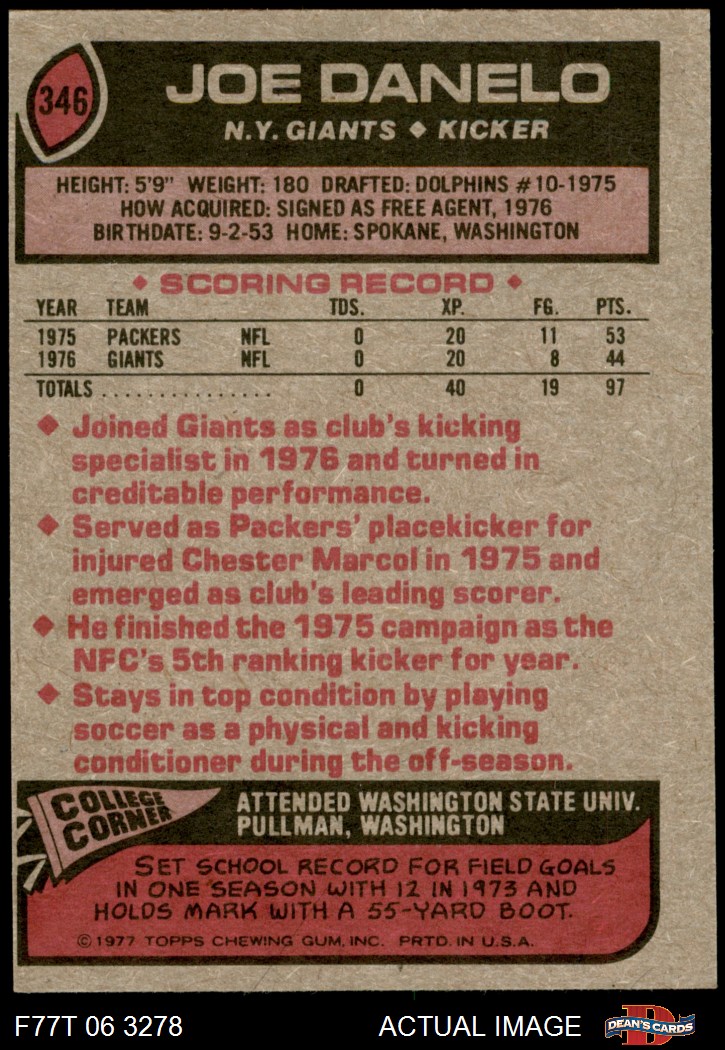 346
JOE DANELO
N.Y. GIANTS ♦ KICKER
HEIGHT: 5'9" WEIGHT: 180 DRAFTED: DOLPHINS #10-1975
HOW ACQUIRED: SIGNED AS FREE AGENT, 1976
BIRTHDATE: 9-2-53 HOME: SPOKANE, WASHINGTON
♦ SCORING RECORD ♦
YEAR TEAM TDS. XP. FG. PTS.
1975 PACKERS NFL 0 20 11 53
1976 GIANTS NFL 0 20 8 44
TOTALS . . . . . . . . . . . . . . . . 0 40 19 97
♦ Joined Giants as club's kicking
specialist in 1976 and turned in
creditable performance.
♦ Served as Packers' placekicker for
injured Chester Marcol in 1975 and
emerged as club's leading scorer.
♦ He finished the 1975 campaign as the
NFC's 5th ranking kicker for year.
♦ Stays in top condition by playing
soccer as a physical and kicking
conditioner during the off-season.
COLLEGE
CORNER
ATTENDED WASHINGTON STATE UNIV.
PULLMAN, WASHINGTON
SET SCHOOL RECORD FOR FIELD GOALS
IN ONE SEASON WITH 12 IN 1973 AND
HOLDS MARK WITH A 55-YARD BOOT.
© 1977 TOPPS CHEWING GUM, INC. PRTD. IN U.S.A.
F77T 06 3278 ACTUAL IMAGE
D
DEAN'S CARDS